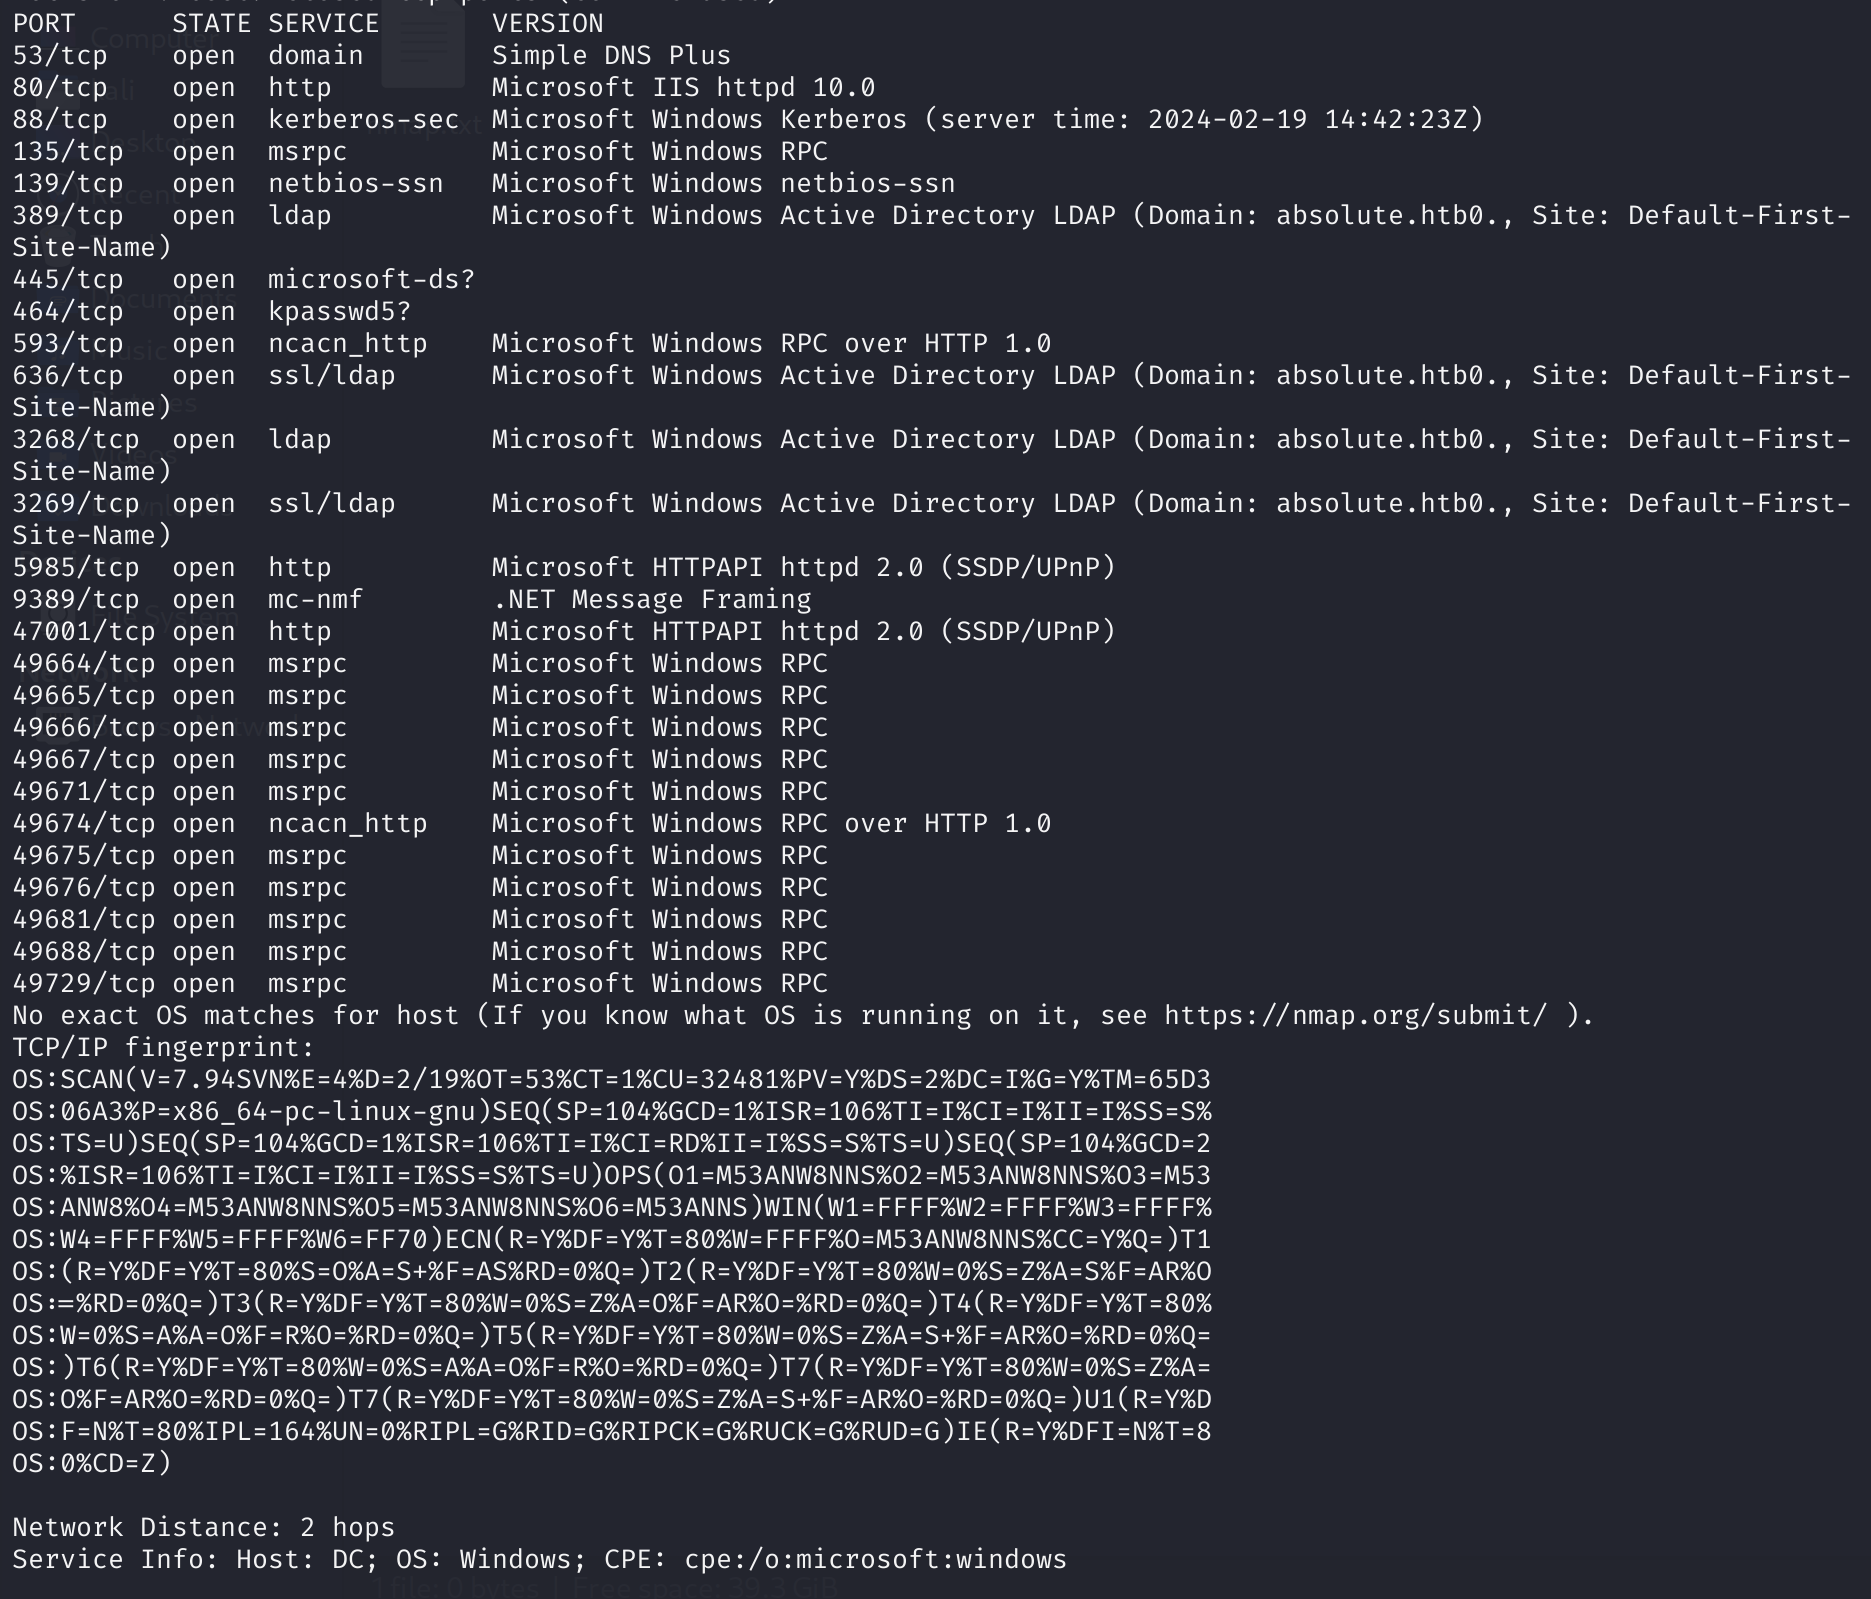 PORT STATE SERVICE VERSION
53/tcp open domain Simple DNS Plus
80/tcp open http Microsoft IIS httpd 10.0
88/tcp open kerberos-sec Microsoft Windows Kerberos (server time: 2024-02-19 14:42:23Z)
135/tcp open msrpc Microsoft Windows RPC
139/tcp open netbios-ssn Microsoft Windows netbios-ssn
389/tcp open ldap Microsoft Windows Active Directory LDAP (Domain: absolute.htb0., Site: Default-First-
Site-Name)
445/tcp open microsoft-ds?
464/tcp open kpasswd5?
593/tcp open ncacn_http Microsoft Windows RPC over HTTP 1.0
636/tcp open ssl/ldap Microsoft Windows Active Directory LDAP (Domain: absolute.htb0., Site: Default-First-
Site-Name)
3268/tcp open ldap Microsoft Windows Active Directory LDAP (Domain: absolute.htb0., Site: Default-First-
Site-Name)
3269/tcp open ssl/ldap Microsoft Windows Active Directory LDAP (Domain: absolute.htb0., Site: Default-First-
Site-Name)
5985/tcp open http Microsoft HTTPAPI httpd 2.0 (SSDP/UPnP)
9389/tcp open mc-nmf .NET Message Framing
47001/tcp open http Microsoft HTTPAPI httpd 2.0 (SSDP/UPnP)
49664/tcp open msrpc Microsoft Windows RPC
49665/tcp open msrpc Microsoft Windows RPC
49666/tcp open msrpc Microsoft Windows RPC
49667/tcp open msrpc Microsoft Windows RPC
49671/tcp open msrpc Microsoft Windows RPC
49674/tcp open ncacn_http Microsoft Windows RPC over HTTP 1.0
49675/tcp open msrpc Microsoft Windows RPC
49676/tcp open msrpc Microsoft Windows RPC
49681/tcp open msrpc Microsoft Windows RPC
49688/tcp open msrpc Microsoft Windows RPC
49729/tcp open msrpc Microsoft Windows RPC
No exact OS matches for host (If you know what OS is running on it, see https://nmap.org/submit/ ).
TCP/IP fingerprint:
OS:SCAN(V=7.94SVN%E=4%D=2/19%OT=53%CT=1%CU=32481%PV=Y%DS=2%DC=I%G=Y%TM=65D3
OS:06A3%P=x86_64-pc-linux-gnu)SEQ(SP=104%GCD=1%ISR=106%TI=I%CI=I%II=I%SS=S%
OS:TS=U)SEQ(SP=104%GCD=1%ISR=106%TI=I%CI=RD%II=I%SS=S%TS=U)SEQ(SP=104%GCD=2
OS:%ISR=106%TI=I%CI=I%II=I%SS=S%TS=U)OPS(O1=M53ANW8NNS%O2=M53ANW8NNS%O3=M53
OS:ANW8%O4=M53ANW8NNS%O5=M53ANW8NNS%O6=M53ANNS)WIN(W1=FFFF%W2=FFFF%W3=FFFF%
OS:W4=FFFF%W5=FFFF%W6=FF70)ECN(R=Y%DF=Y%T=80%W=FFFF%O=M53ANW8NNS%CC=Y%Q=)T1
OS:(R=Y%DF=Y%T=80%S=O%A=S+%F=AS%RD=0%Q=)T2(R=Y%DF=Y%T=80%W=0%S=Z%A=S%F=AR%O
OS:=%RD=0%Q=)T3(R=Y%DF=Y%T=80%W=0%S=Z%A=O%F=AR%O=%RD=0%Q=)T4(R=Y%DF=Y%T=80%
OS:W=0%S=A%A=O%F=R%O=%RD=0%Q=)T5(R=Y%DF=Y%T=80%W=0%S=Z%A=S+%F=AR%O=%RD=0%Q=
OS:)T6(R=Y%DF=Y%T=80%W=0%S=A%A=O%F=R%O=%RD=0%Q=)T7(R=Y%DF=Y%T=80%W=0%S=Z%A=
OS:O%F=AR%O=%RD=0%Q=)T7(R=Y%DF=Y%T=80%W=0%S=Z%A=S+%F=AR%O=%RD=0%Q=)U1(R=Y%D
OS:F=N%T=80%IPL=164%UN=0%RIPL=G%RID=G%RIPCK=G%RUCK=G%RUD=G)IE(R=Y%DFI=N%T=8
OS:0%CD=Z)
Network Distance: 2 hops
Service Info: Host: DC; OS: Windows; CPE: cpe:/o:microsoft:windows
1 file: 0 bytes | Free space: 39.3 GiB